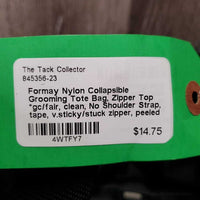 The Tack Collector
845356-23
Formay Nylon Collapsible
Grooming Tote Bag, Zipper Top
*gc/fair, clean, No Shoulder Strap,
tape, v.sticky/stuck zipper, peeled
$14.75
4WTFY7